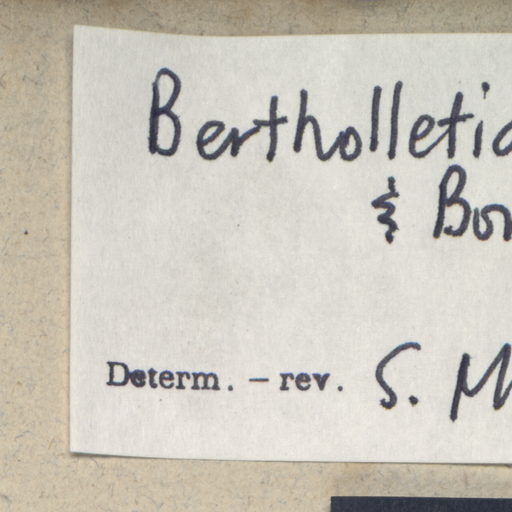 Bertholletia
& Bon
Determ. – rev. S. M